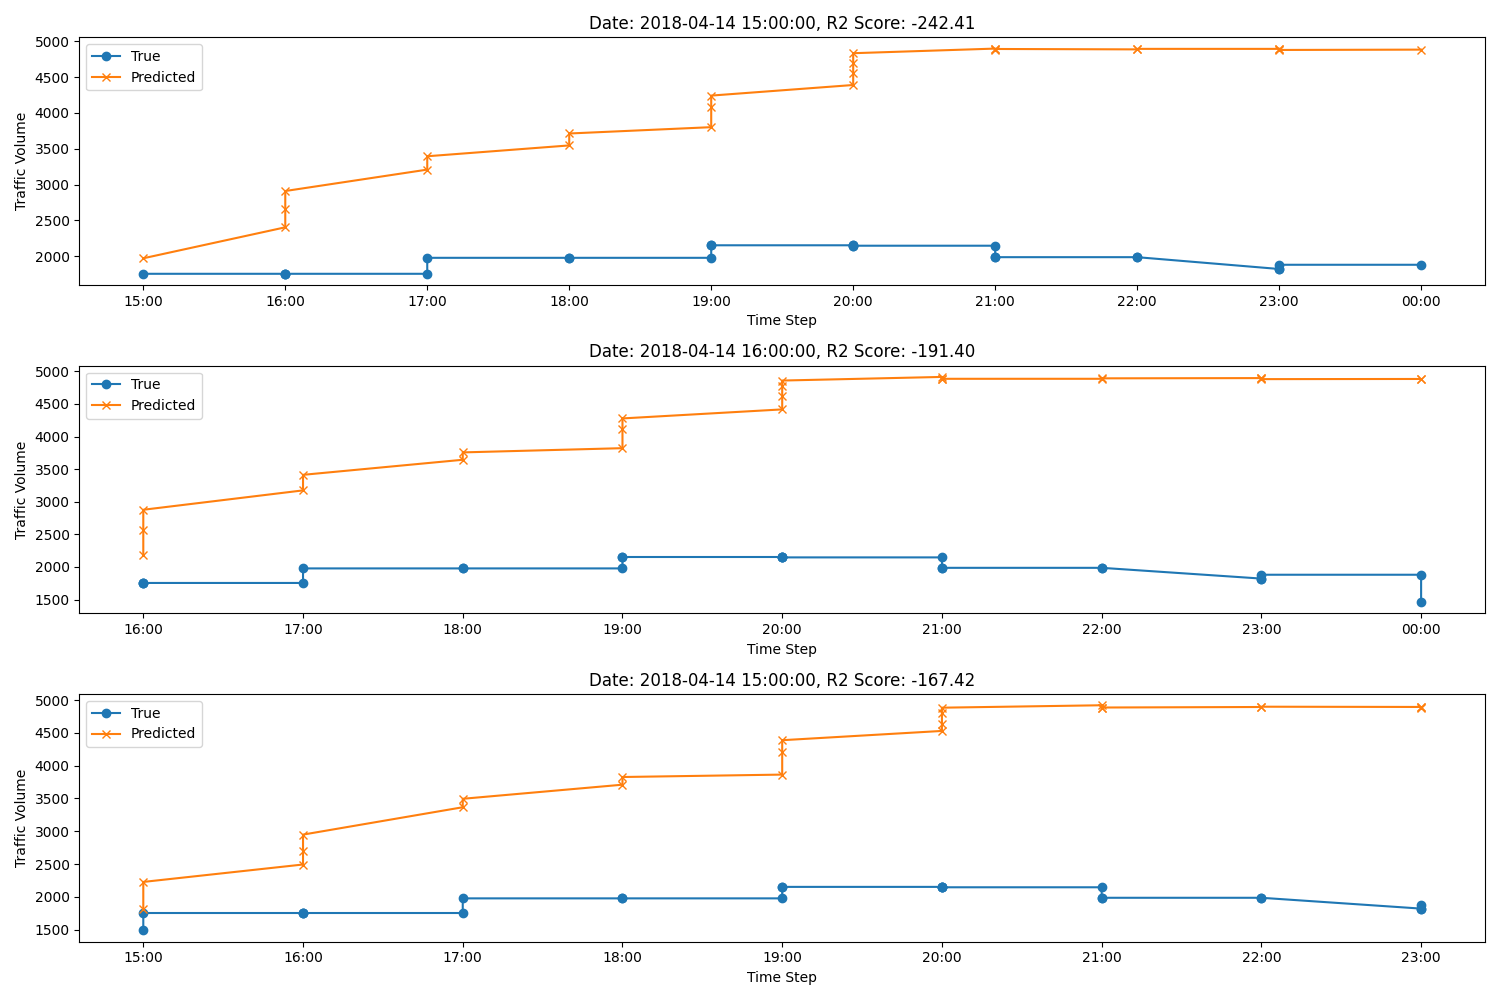 Date: 2018-04-14 15:00:00, R2 Score: -242.41
5000
4500
4000
3500
3000
2500
2000
Traffic Volume
True
Predicted
15:00 16:00 17:00 18:00 19:00 20:00 21:00 22:00 23:00 00:00
Time Step
Date: 2018-04-14 16:00:00, R2 Score: -191.40
5000
4500
4000
3500
3000
2500
2000
1500
Traffic Volume
True
Predicted
16:00 17:00 18:00 19:00 20:00 21:00 22:00 23:00 00:00
Time Step
Date: 2018-04-14 15:00:00, R2 Score: -167.42
5000
4500
4000
3500
3000
2500
2000
1500
Traffic Volume
True
Predicted
15:00 16:00 17:00 18:00 19:00 20:00 21:00 22:00 23:00
Time Step